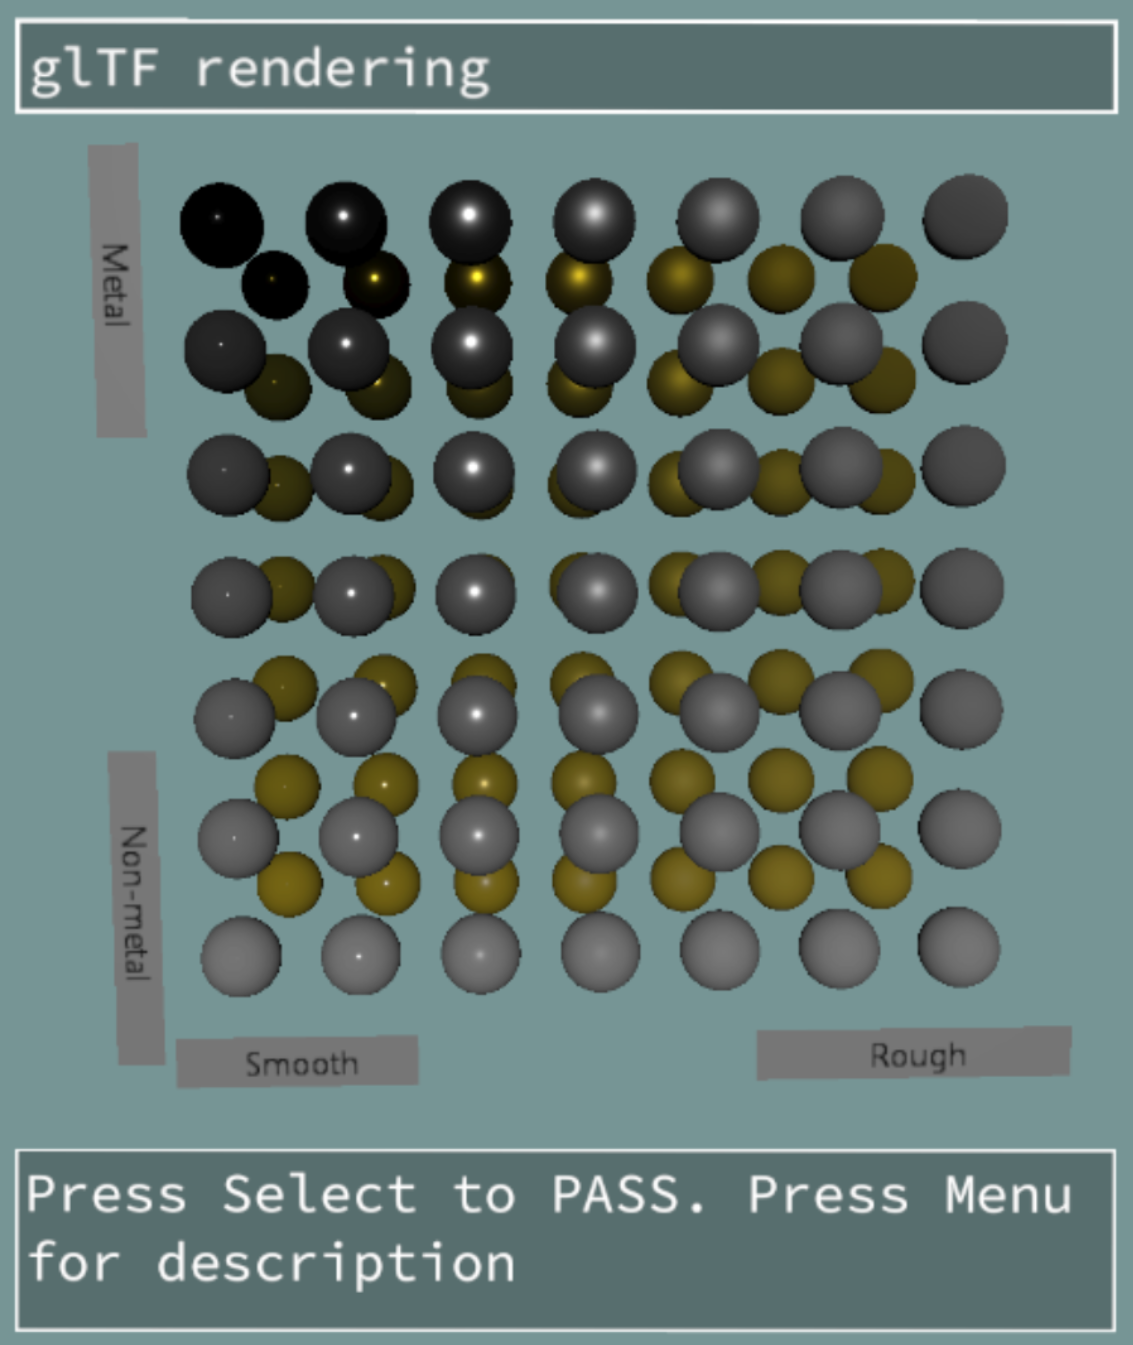 glTF rendering
Metal
Non-metal
Smooth
Rough
Press Select to PASS. Press Menu
for description